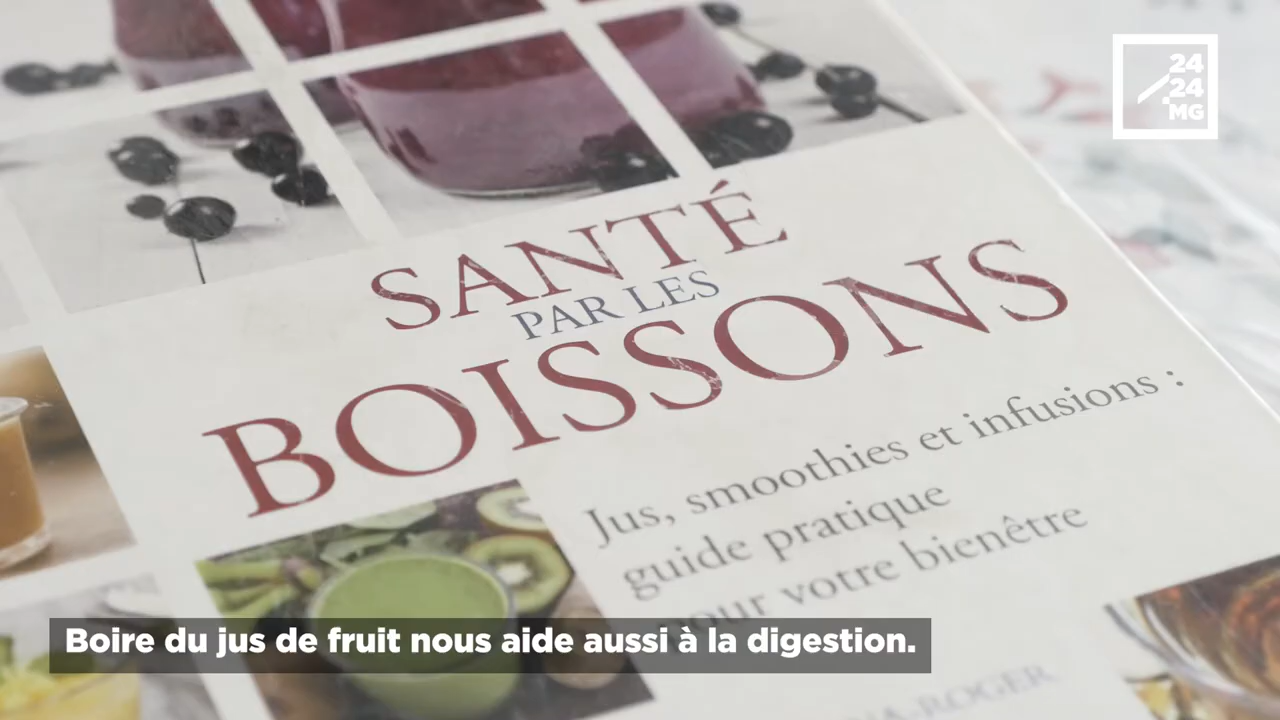 24
24
MG
SANTÉ
PAR LES
BOISSONS
Jus, smoothies et infusions :
guide pratique
pour votre bienêtre
Boire du jus de fruit nous aide aussi à la digestion.